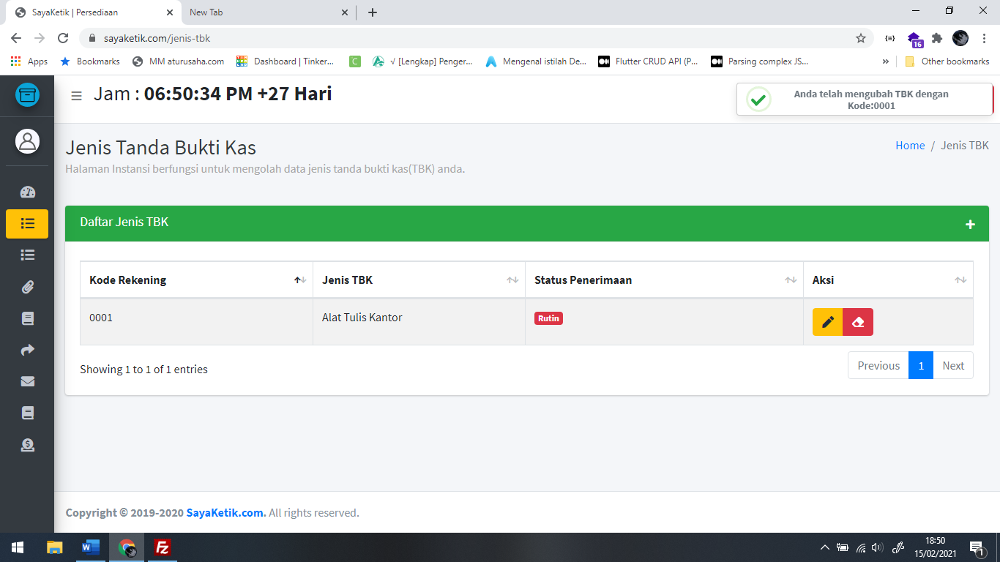 SayaKetik | Persediaan
New Tab
sayaketik.com/jenis-tbk
16
Apps
Bookmarks
MM aturusaha.com
Dashboard | Tinker...
C
√ [Lengkap] Penger...
Mengenal istilah De...
Flutter CRUD API (P...
Parsing complex JS...
»
Other bookmarks
Jam : 06:50:34 PM +27 Hari
Anda telah mengubah TBK dengan
Kode:0001
Jenis Tanda Bukti Kas
Home / Jenis TBK
Halaman Instansi berfungsi untuk mengolah data jenis tanda bukti kas(TBK) anda.
Daftar Jenis TBK
Kode Rekening Jenis TBK Status Penerimaan Aksi
0001 Alat Tulis Kantor Rutin
Showing 1 to 1 of 1 entries
Previous 1 Next
Copyright © 2019-2020 SayaKetik.com. All rights reserved.
18:50
15/02/2021
1